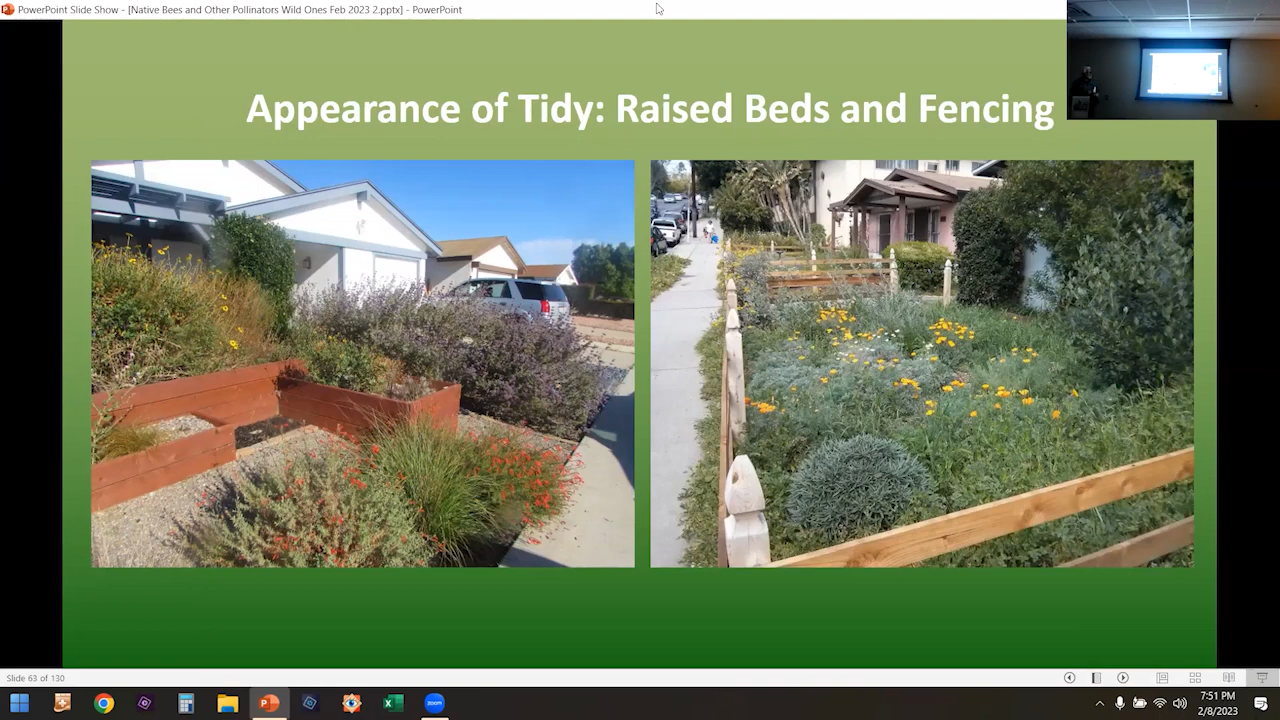 PowerPoint Slide Show - [Native Bees and Other Pollinators Wild Ones Feb 2023 2.pptx] - PowerPoint
Appearance of Tidy: Raised Beds and Fencing
Slide 63 of 130
zoom
7:51 PM
2/8/2023